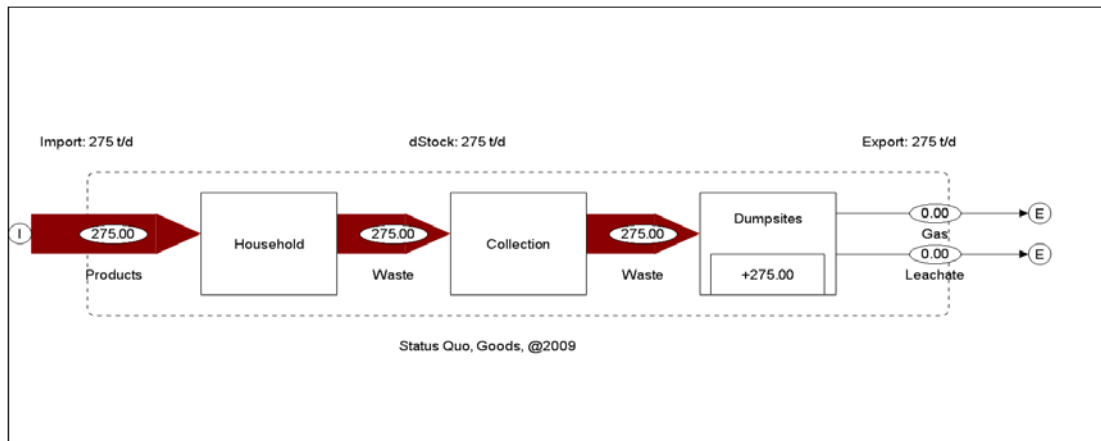 Import: 275 t/d
dStock: 275 t/d
Export: 275 t/d
I
275.00
Products
Household
275.00
Waste
Collection
275.00
Waste
Dumpsites
+275.00
0.00
E
Gas
0.00
E
Leachate
Status Quo, Goods, @2009